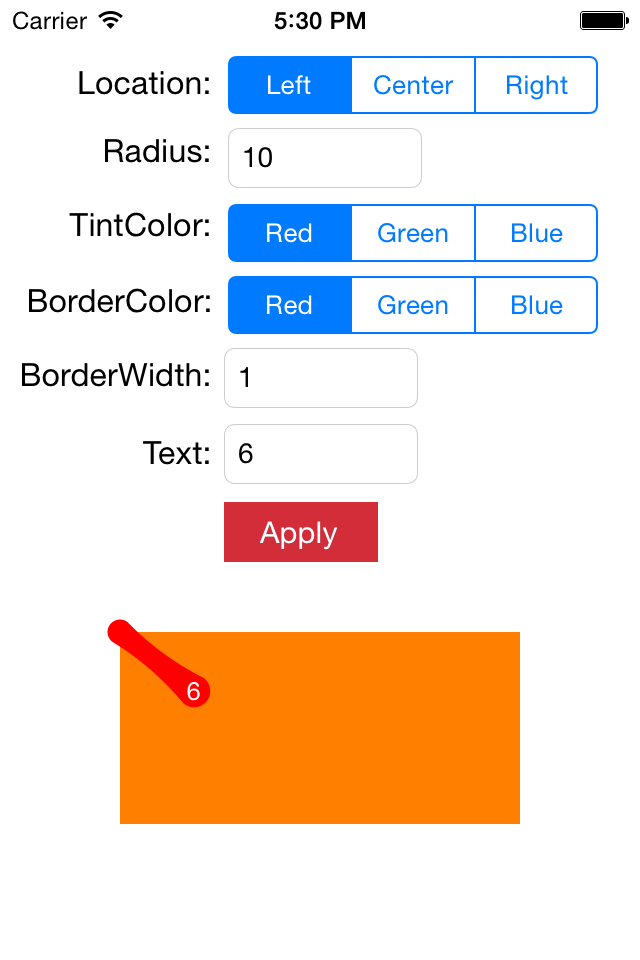 Carrier 5:30 PM
Location: Left Center Right
Radius: 10
TintColor: Red Green Blue
BorderColor: Red Green Blue
BorderWidth: 1
Text: 6
Apply
6